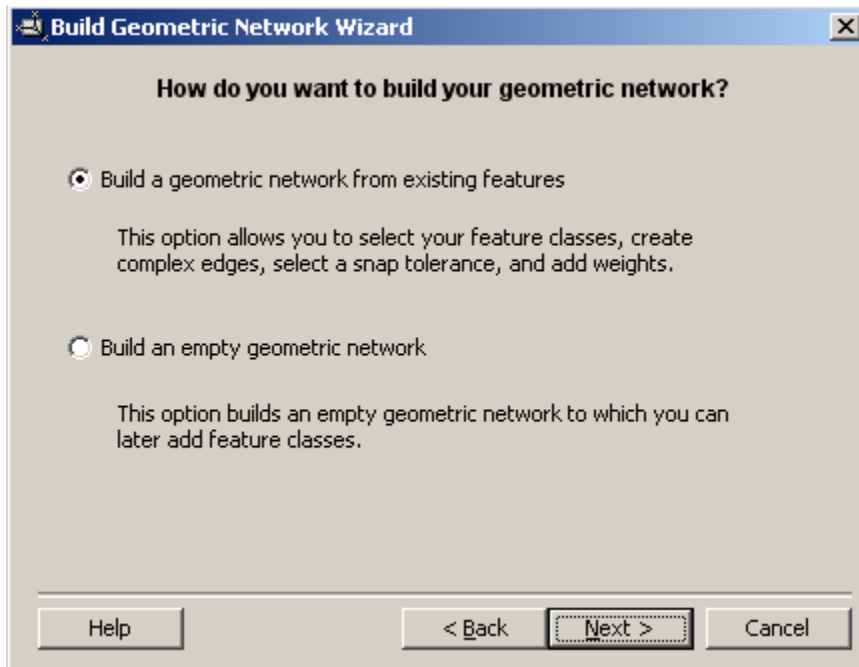 Build Geometric Network Wizard
How do you want to build your geometric network?
Build a geometric network from existing features
This option allows you to select your feature classes, create
complex edges, select a snap tolerance, and add weights.
Build an empty geometric network
This option builds an empty geometric network to which you can
later add feature classes.
Help < Back Next > Cancel